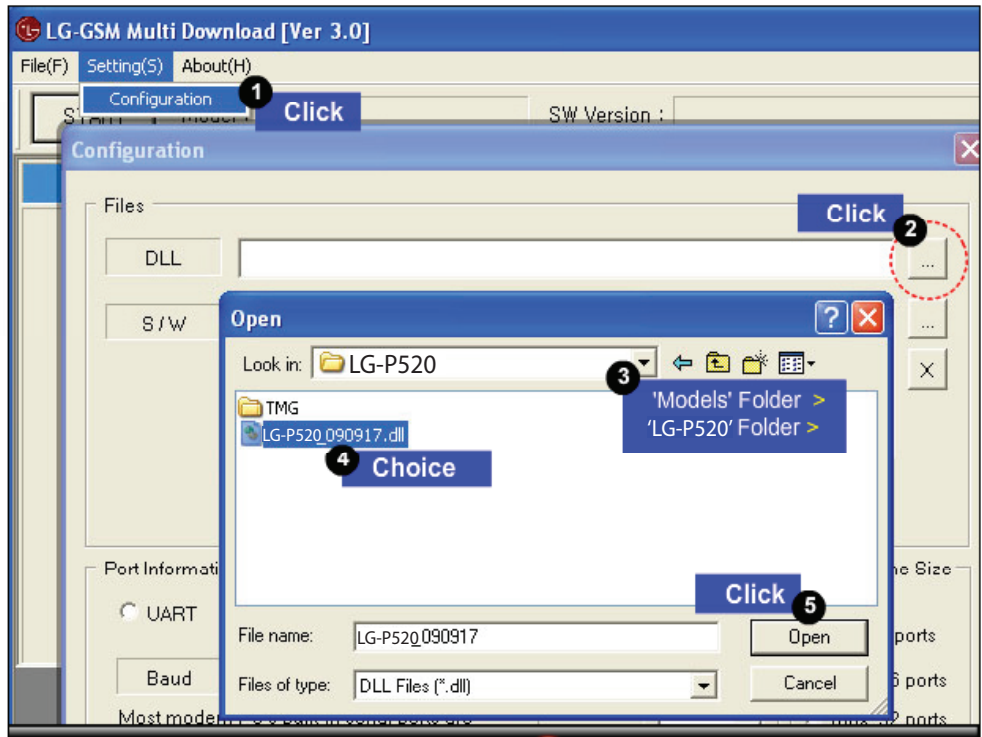 LG-GSM Multi Download [Ver 3.0]
File(F) Setting(S) About(H)
Configuration
1
Click
START
SW Version :
Configuration
Files
Click
2
DLL
...
S/W
...
X
Open
Look in: LG-P520
3
'Models' Folder >
‘LG-P520’ Folder >
TMG
LG-P520_090917.dll
4
Choice
Port Informati
UART
Click
5
File name: LG-P520_090917
Open
ports
Baud
Files of type: DLL Files (*.dll)
Cancel
ports